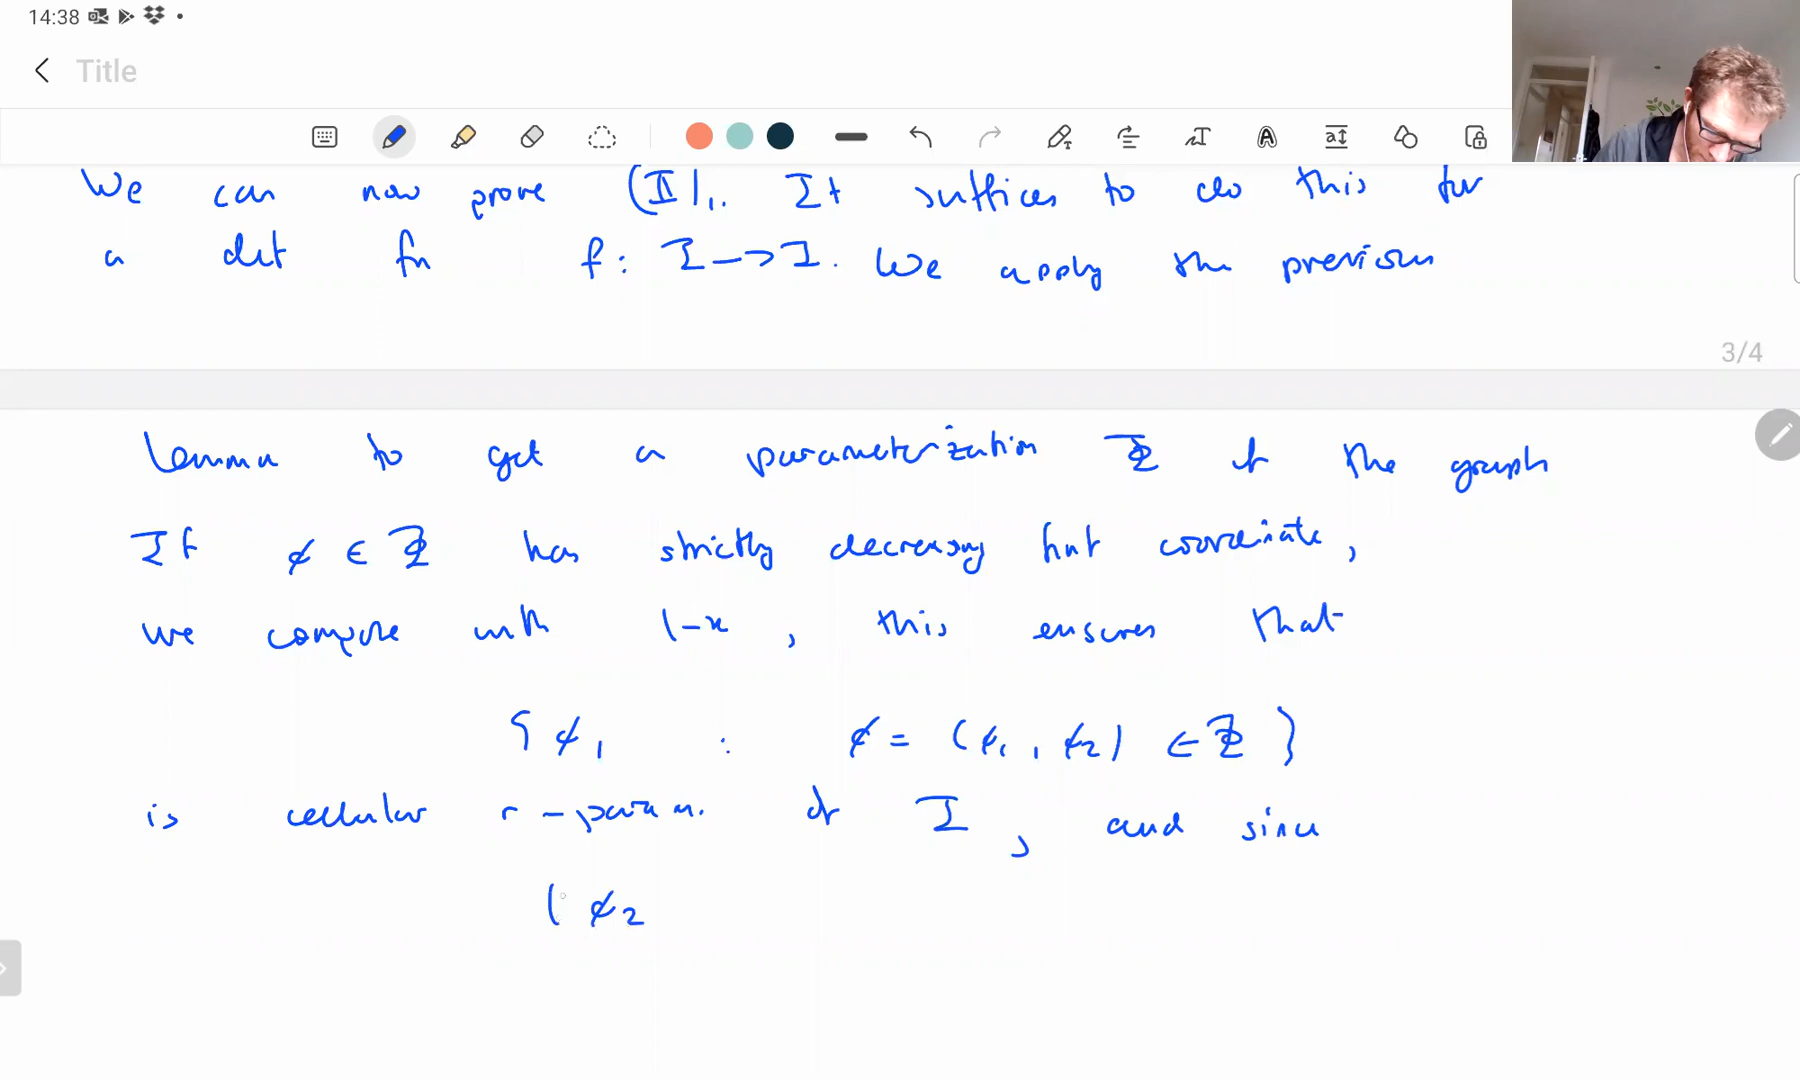 14:38
Title
We can now prove (II)₁. It suffices to do this for
a def fn f: I → I. We apply the previous
3/4
lemma to get a parameterization Φ of the graph
If ϕ ∈ Φ has strictly decreasing first coordinate,
we compose with 1-x, this ensures that
{ ϕ₁ : ϕ = (ϕ₁, ϕ₂) ∈ Φ }
is cellular r-param. of I, and since
( ϕ₂